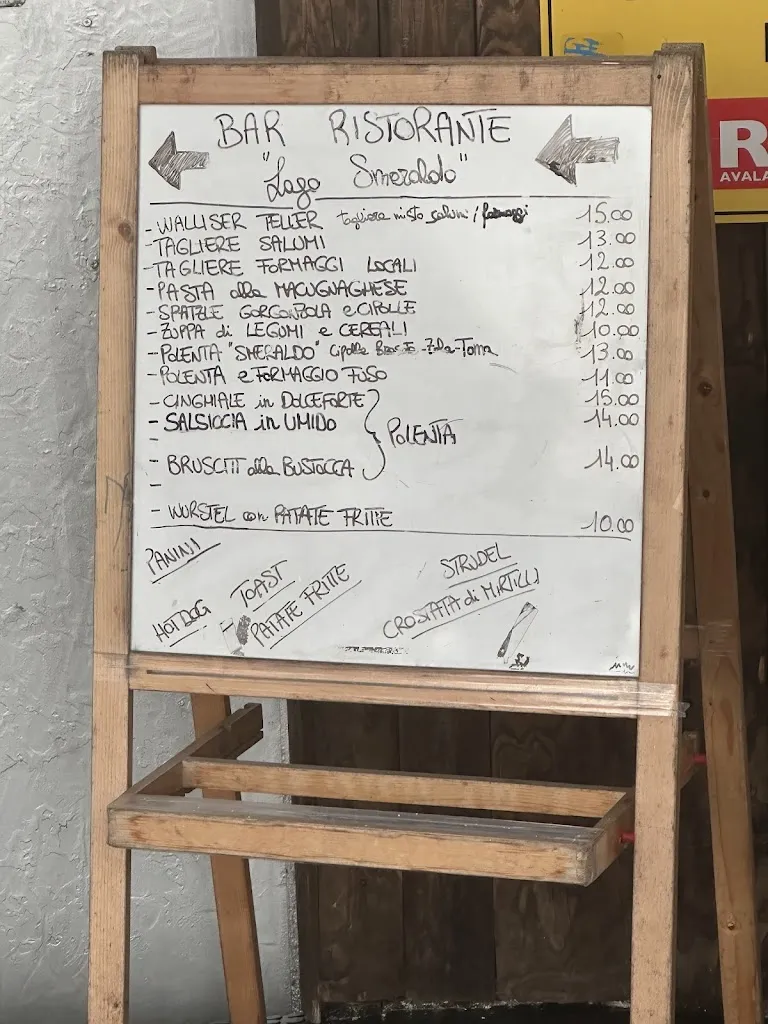 BAR RISTORANTE
"Lago Smeraldo"
- WALLISER TELLER tagliere misto salumi / formaggi 15.00
- TAGLIERE SALUMI 13.00
- TAGLIERE FORMAGGI LOCALI 12.00
- PASTA alla MACUGNAGHESE 12.00
- SPATZLE GORGONZOLA e CIPOLLE 12.00
- ZUPPA di LEGUMI e CEREALI 10.00
- POLENTA "SMERALDO" Cipolle Toma 13.00
- POLENTA e FORMAGGIO FUSO 11.00
- CINGHIALE in DOLCEFORTE 15.00
- SALSICCIA in UMIDO 14.00
POLENTA
- BRUSCITT alla BUSTOCCA 14.00
- WURSTEL con PATATE FRITTE 10.00
PANINI
HOT DOG
TOAST
PATATE FRITTE
STRUDEL
CROSTATA di MIRTILLI
R
AVALA